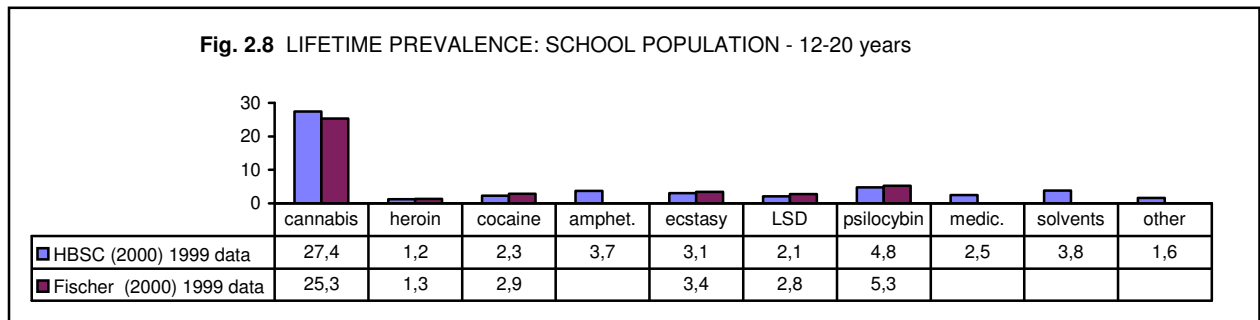 Fig. 2.8 LIFETIME PREVALENCE: SCHOOL POPULATION - 12-20 years
30
20
10
0
cannabis heroin cocaine amphet. ecstasy LSD psilocybin medic. solvents other
HBSC (2000) 1999 data 27,4 1,2 2,3 3,7 3,1 2,1 4,8 2,5 3,8 1,6
Fischer (2000) 1999 data 25,3 1,3 2,9 3,4 2,8 5,3